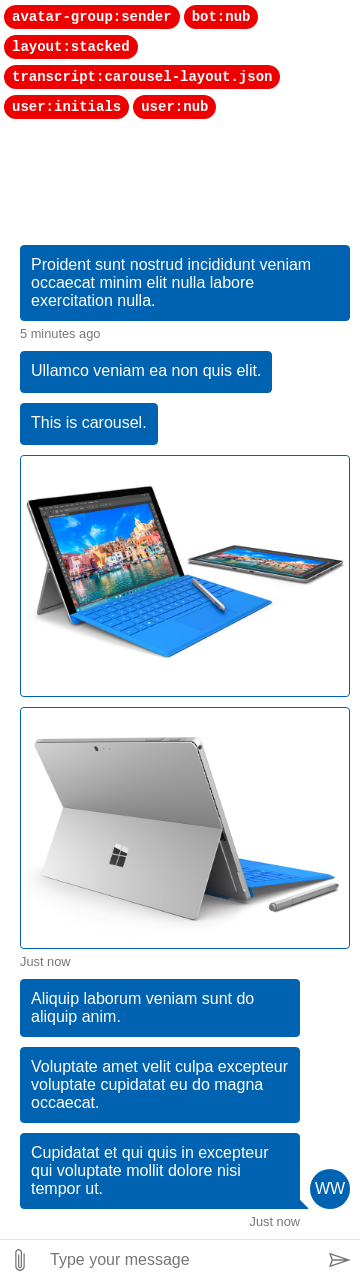 avatar-group:sender bot:nub
layout:stacked
transcript:carousel-layout.json
user:initials user:nub
Proident sunt nostrud incididunt veniam
occaecat minim elit nulla labore
exercitation nulla.
5 minutes ago
Ullamco veniam ea non quis elit.
This is carousel.
Just now
Aliquip laborum veniam sunt do
aliquip anim.
Voluptate amet velit culpa excepteur
voluptate cupidatat eu do magna
occaecat.
Cupidatat et qui quis in excepteur
qui voluptate mollit dolore nisi
tempor ut.
WW
Just now
Type your message